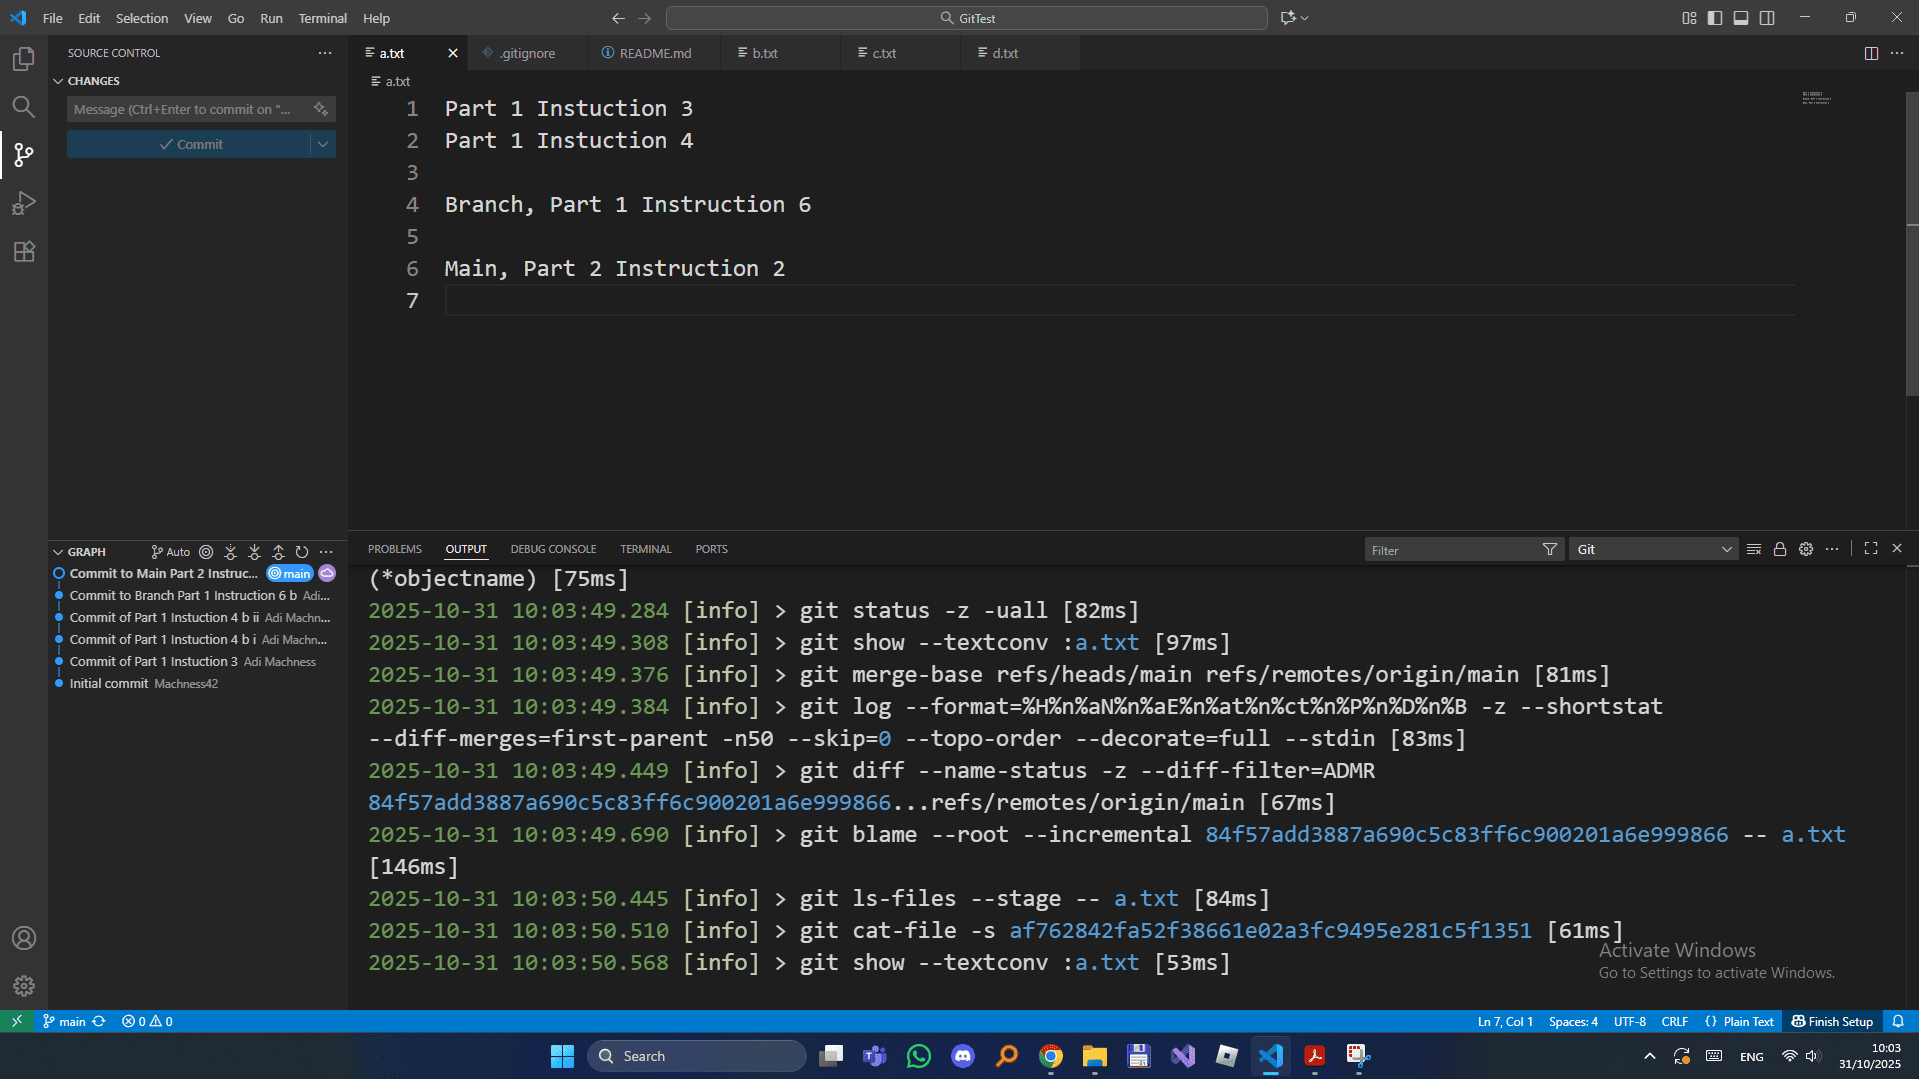 File Edit Selection View Go Run Terminal Help
GitTest
SOURCE CONTROL
a.txt
.gitignore
README.md
b.txt
c.txt
d.txt
CHANGES
a.txt
Message (Ctrl+Enter to commit on "...
Commit
1 Part 1 Instuction 3
2 Part 1 Instuction 4
3
4 Branch, Part 1 Instruction 6
5
6 Main, Part 2 Instruction 2
7
GRAPH
Auto
Commit to Main Part 2 Instruc... main
Commit to Branch Part 1 Instruction 6 b Adi...
Commit of Part 1 Instuction 4 b ii Adi Machn...
Commit of Part 1 Instuction 4 b i Adi Machn...
Commit of Part 1 Instuction 3 Adi Machness
Initial commit Machness42
PROBLEMS OUTPUT DEBUG CONSOLE TERMINAL PORTS
Filter
Git
(*objectname) [75ms]
2025-10-31 10:03:49.284 [info] > git status -z -uall [82ms]
2025-10-31 10:03:49.308 [info] > git show --textconv :a.txt [97ms]
2025-10-31 10:03:49.376 [info] > git merge-base refs/heads/main refs/remotes/origin/main [81ms]
2025-10-31 10:03:49.384 [info] > git log --format=%H%n%aN%n%aE%n%at%n%ct%n%P%n%D%n%B -z --shortstat
--diff-merges=first-parent -n50 --skip=0 --topo-order --decorate=full --stdin [83ms]
2025-10-31 10:03:49.449 [info] > git diff --name-status -z --diff-filter=ADMR
84f57add3887a690c5c83ff6c900201a6e999866...refs/remotes/origin/main [67ms]
2025-10-31 10:03:49.690 [info] > git blame --root --incremental 84f57add3887a690c5c83ff6c900201a6e999866 -- a.txt
[146ms]
2025-10-31 10:03:50.445 [info] > git ls-files --stage -- a.txt [84ms]
2025-10-31 10:03:50.510 [info] > git cat-file -s af762842fa52f38661e02a3fc9495e281c5f1351 [61ms]
2025-10-31 10:03:50.568 [info] > git show --textconv :a.txt [53ms]
Activate Windows
Go to Settings to activate Windows.
main
0 0
Ln 7, Col 1
Spaces: 4
UTF-8
CRLF
{} Plain Text
Finish Setup
Search
ENG
10:03
31/10/2025